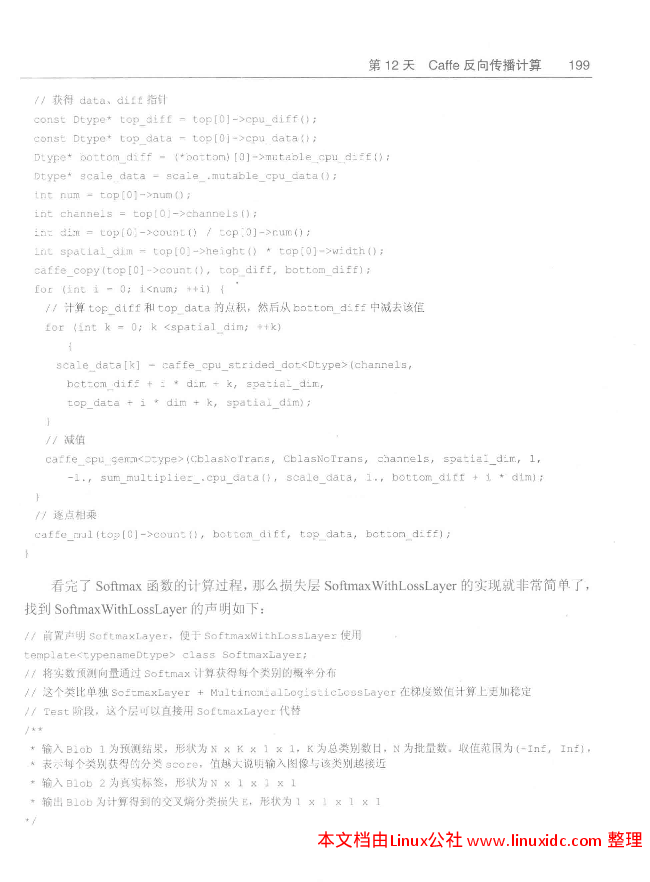 第 12 天 Caffe 反向传播计算 199
// 获得 data、diff 指针
const Dtype* top_diff = top[0]->cpu_diff();
const Dtype* top_data = top[0]->cpu_data();
Dtype* bottom_diff = (*bottom)[0]->mutable_cpu_diff();
Dtype* scale_data = scale_.mutable_cpu_data();
int num = top[0]->num();
int channels = top[0]->channels();
int dim = top[0]->count() / top[0]->num();
int spatial_dim = top[0]->height() * top[0]->width();
caffe_copy(top[0]->count(), top_diff, bottom_diff);
for (int i = 0; i<num; ++i) {
// 计算 top_diff 和 top_data 的点积，然后从 bottom_diff 中减去该值
for (int k = 0; k <spatial_dim; ++k)
{
scale_data[k] = caffe_cpu_strided_dot<Dtype>(channels,
bottom_diff + i * dim + k, spatial_dim,
top_data + i * dim + k, spatial_dim);
}
// 减值
caffe_cpu_gemm<Dtype>(CblasNoTrans, CblasNoTrans, channels, spatial_dim, 1,
-1., sum_multiplier_.cpu_data(), scale_data, 1., bottom_diff + i * dim);
}
// 逐点相乘
caffe_mul(top[0]->count(), bottom_diff, top_data, bottom_diff);
}
看完了 Softmax 函数的计算过程，那么损失层 SoftmaxWithLossLayer 的实现就非常简单了，
找到 SoftmaxWithLossLayer 的声明如下：
// 前置声明 SoftmaxLayer，便于 SoftmaxWithLossLayer 使用
template<typenameDtype> class SoftmaxLayer;
// 将实数预测向量通过 Softmax 计算获得每个类别的概率分布
// 这个类比单独 SoftmaxLayer + MultinomialLogisticLossLayer 在梯度数值计算上更加稳定
// Test 阶段，这个层可以直接用 SoftmaxLayer 代替
/**
* 输入 Blob 1 为预测结果，形状为 N x K x 1 x 1，K 为总类别数目，N 为批量数。取值范围为(-Inf, Inf)，
* 表示每个类别获得的分类 score，值越大说明输入图像与该类别越接近
* 输入 Blob 2 为真实标签，形状为 N x 1 x 1 x 1
* 输出 Blob 为计算得到的交叉熵分类损失 E，形状为 1 x 1 x 1 x 1
*/
本文档由Linux公社 www.linuxidc.com 整理